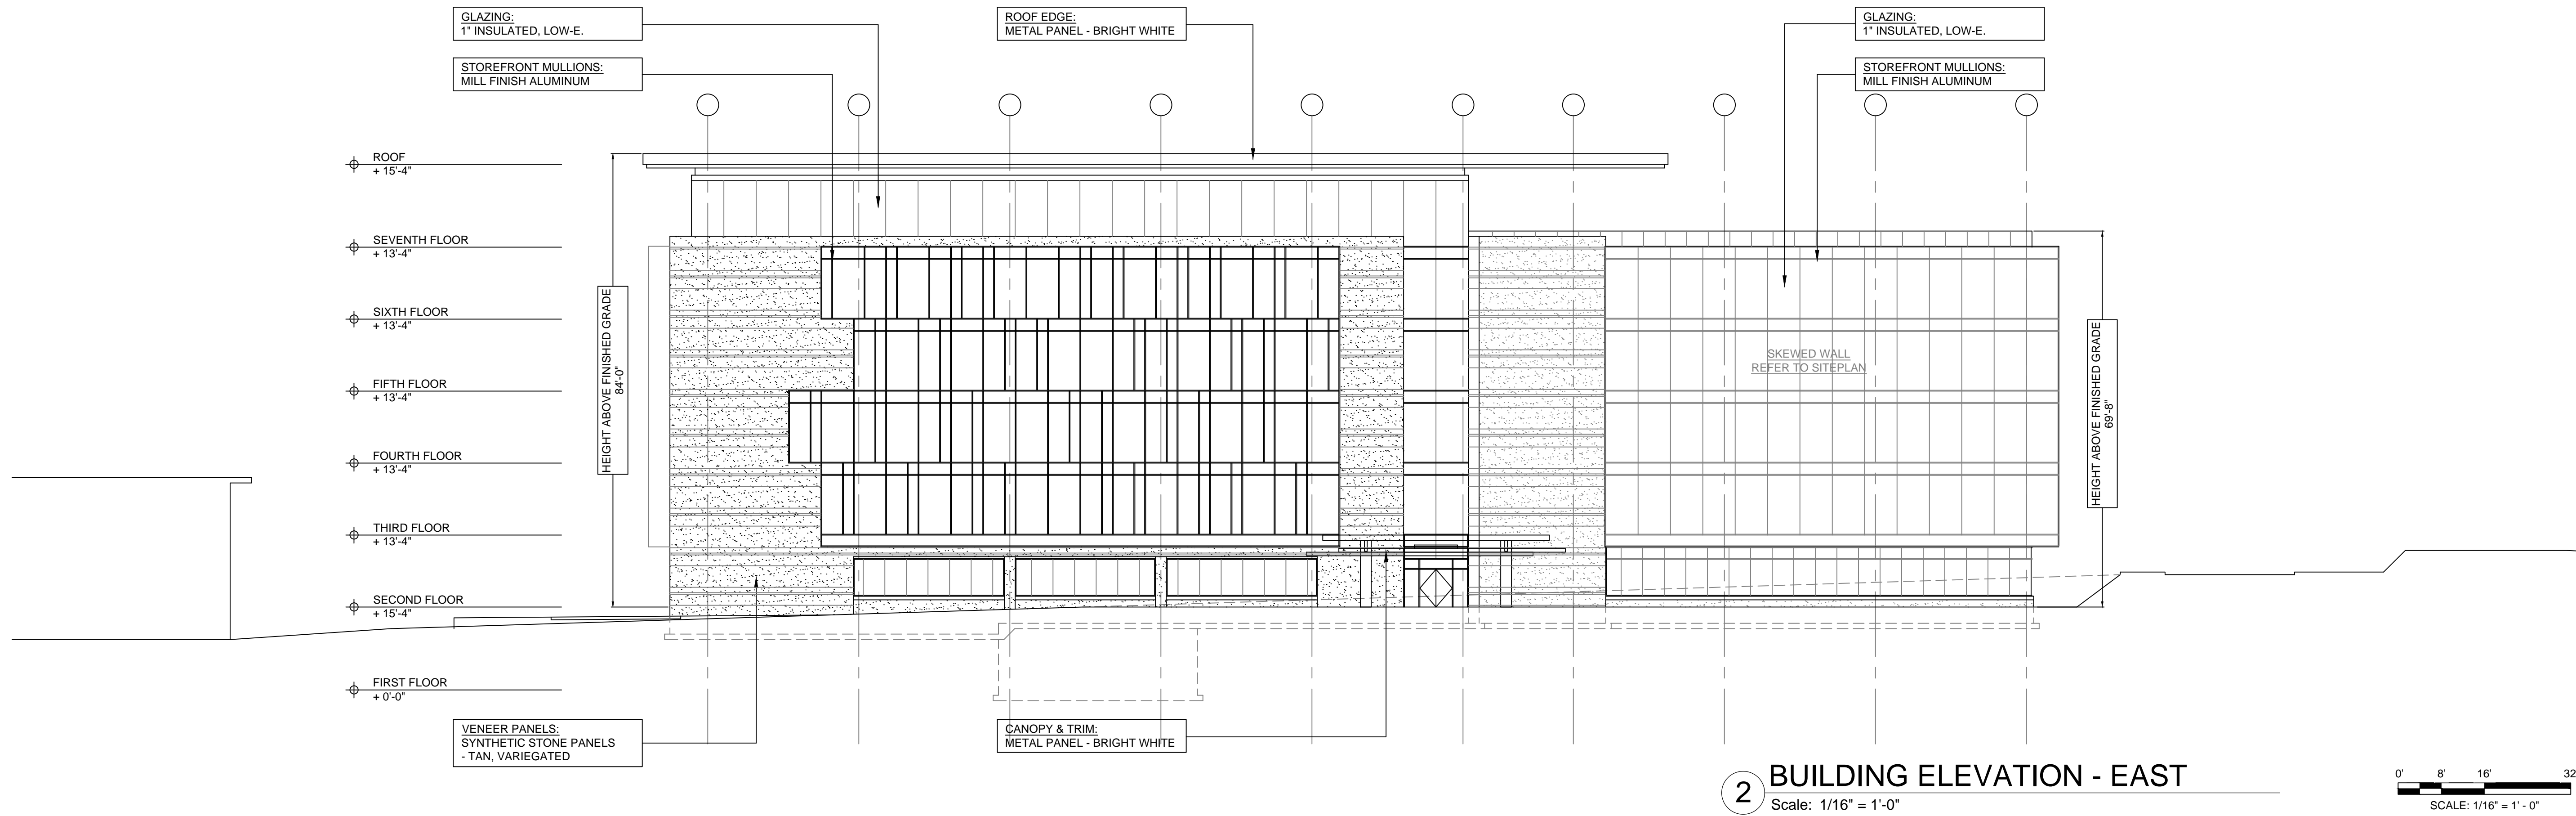 GLAZING:
1" INSULATED, LOW-E.
ROOF EDGE:
METAL PANEL - BRIGHT WHITE
GLAZING:
1" INSULATED, LOW-E.
STOREFRONT MULLIONS:
MILL FINISH ALUMINUM
STOREFRONT MULLIONS:
MILL FINISH ALUMINUM
ROOF
+ 15'-4"
SEVENTH FLOOR
+ 13'-4"
SIXTH FLOOR
+ 13'-4"
FIFTH FLOOR
+ 13'-4"
FOURTH FLOOR
+ 13'-4"
THIRD FLOOR
+ 13'-4"
SECOND FLOOR
+ 15'-4"
FIRST FLOOR
+ 0'-0"
HEIGHT ABOVE FINISHED GRADE
84'-0"
SKEWED WALL
REFER TO SITEPLAN
HEIGHT ABOVE FINISHED GRADE
69'-8"
VENEER PANELS:
SYNTHETIC STONE PANELS
- TAN, VARIEGATED
CANOPY & TRIM:
METAL PANEL - BRIGHT WHITE
2
BUILDING ELEVATION - EAST
Scale: 1/16" = 1'-0"
0' 8' 16' 32
SCALE: 1/16" = 1' - 0"